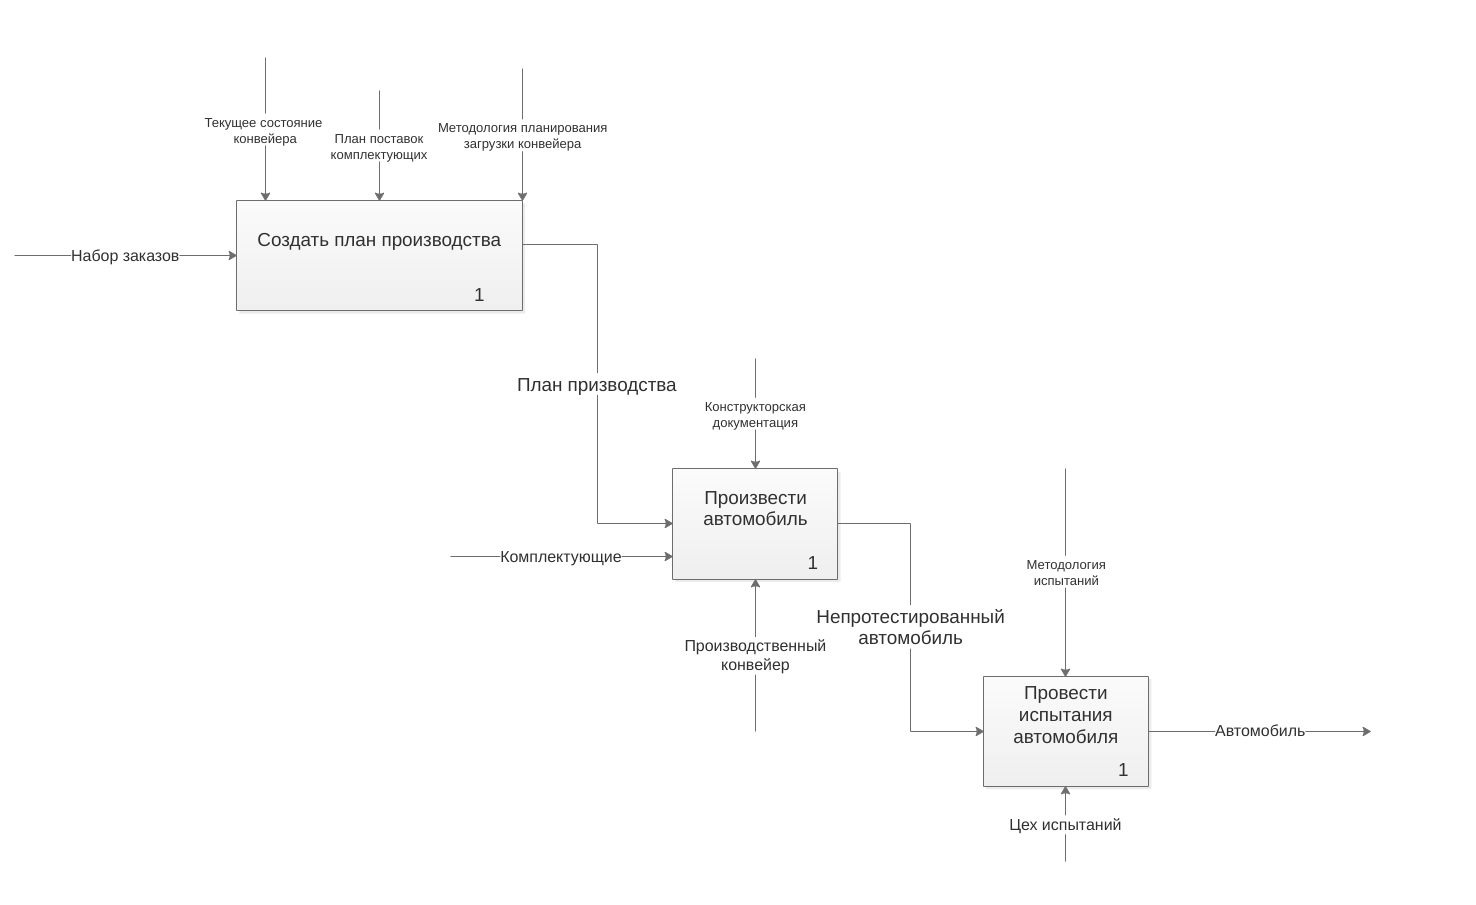 Текущее состояние
конвейера
План поставок
комплектующих
Методология планирования
загрузки конвейера
Набор заказов
Создать план производства
1
План призводства
Конструкторская
документация
Произвести
автомобиль
1
Комплектующие
Производственный
конвейер
Непротестированный
автомобиль
Методология
испытаний
Провести
испытания
автомобиля
1
Автомобиль
Цех испытаний